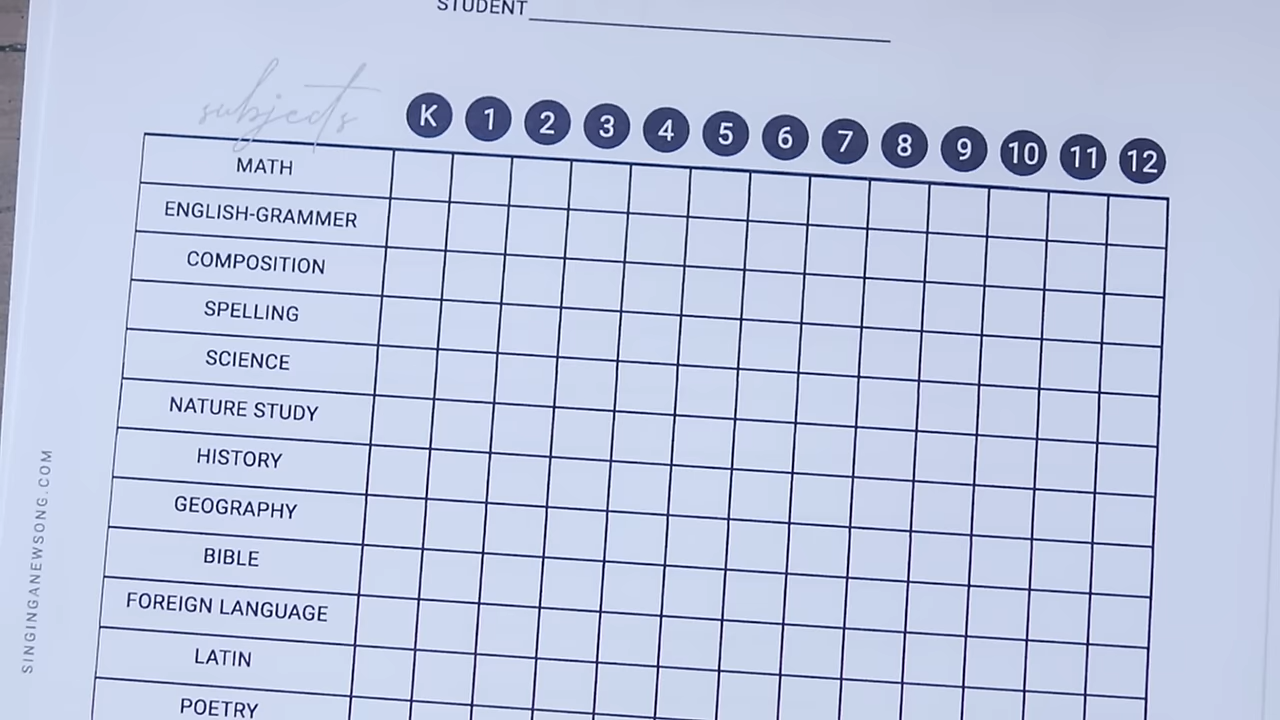 STUDENT
subjects
K 1 2 3 4 5 6 7 8 9 10 11 12
MATH
ENGLISH-GRAMMER
COMPOSITION
SPELLING
SCIENCE
NATURE STUDY
HISTORY
GEOGRAPHY
BIBLE
FOREIGN LANGUAGE
LATIN
POETRY
SINGINGANEWSONG.COM